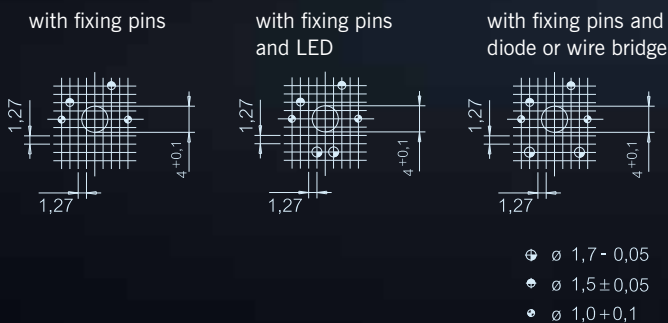 with fixing pins
with fixing pins
and LED
with fixing pins and
diode or wire bridge
1,27
4+0,1
1,27
1,27
4+0,1
1,27
1,27
4+0,1
1,27
ø 1,7 - 0,05
ø 1,5±0,05
ø 1,0+0,1